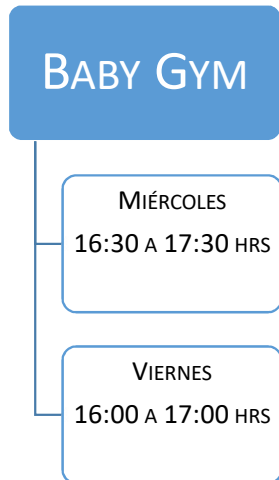 BABY GYM
MIÉRCOLES
16:30 A 17:30 HRS
VIERNES
16:00 A 17:00 HRS